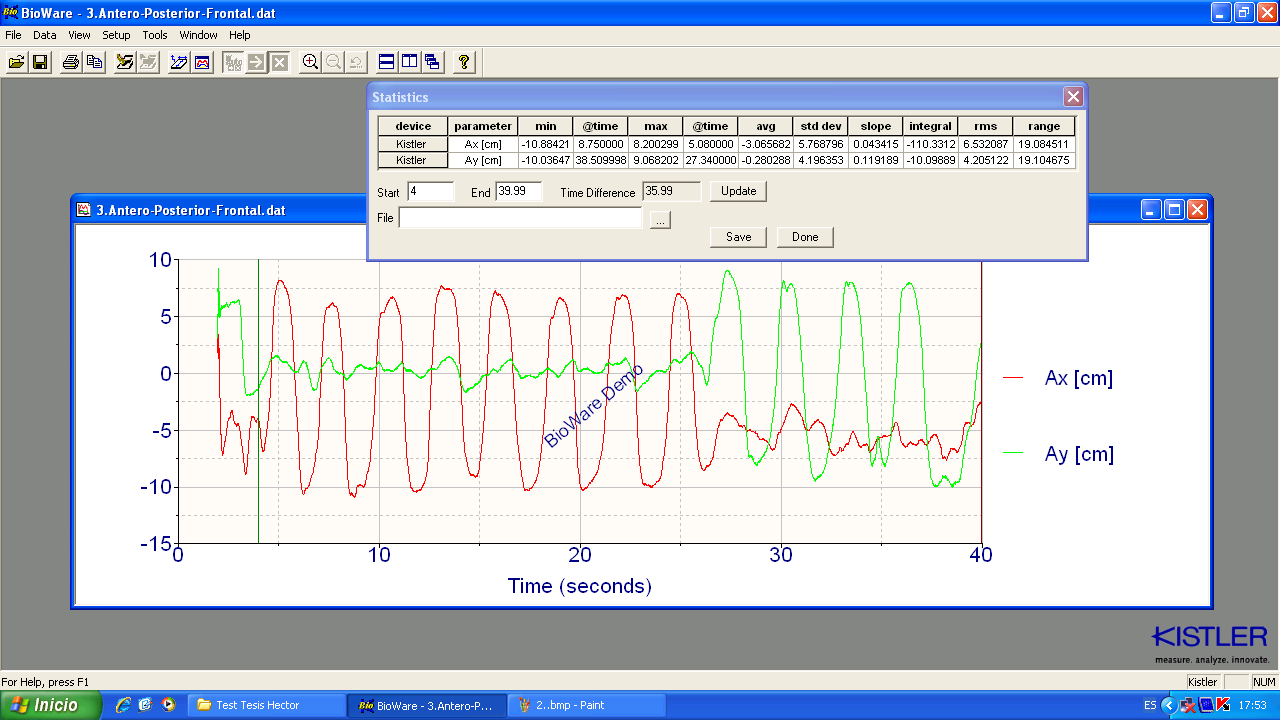 BioWare - 3.Antero-Posterior-Frontal.dat
File Data View Setup Tools Window Help
Statistics
device parameter min @time max @time avg std dev slope integral rms range
Kistler Ax [cm] -10.88421 8.750000 8.200299 5.080000 -3.065682 5.768796 0.043415 -110.3312 6.532087 19.084511
Kistler Ay [cm] -10.03647 38.509998 9.068202 27.340000 -0.280288 4.196353 0.119189 -10.09889 4.205122 19.104675
Start 4 End 39.99 Time Difference 35.99 Update
File ...
Save Done
3.Antero-Posterior-Frontal.dat
10
5
0
-5
-10
-15
0 10 20 30 40
Time (seconds)
BioWare Demo
Ax [cm]
Ay [cm]
KISTLER
measure. analyze. innovate.
For Help, press F1 Kistler NUM
Inicio Test Tesis Hector BioWare - 3.Antero-P... 2..bmp - Paint ES 17:53